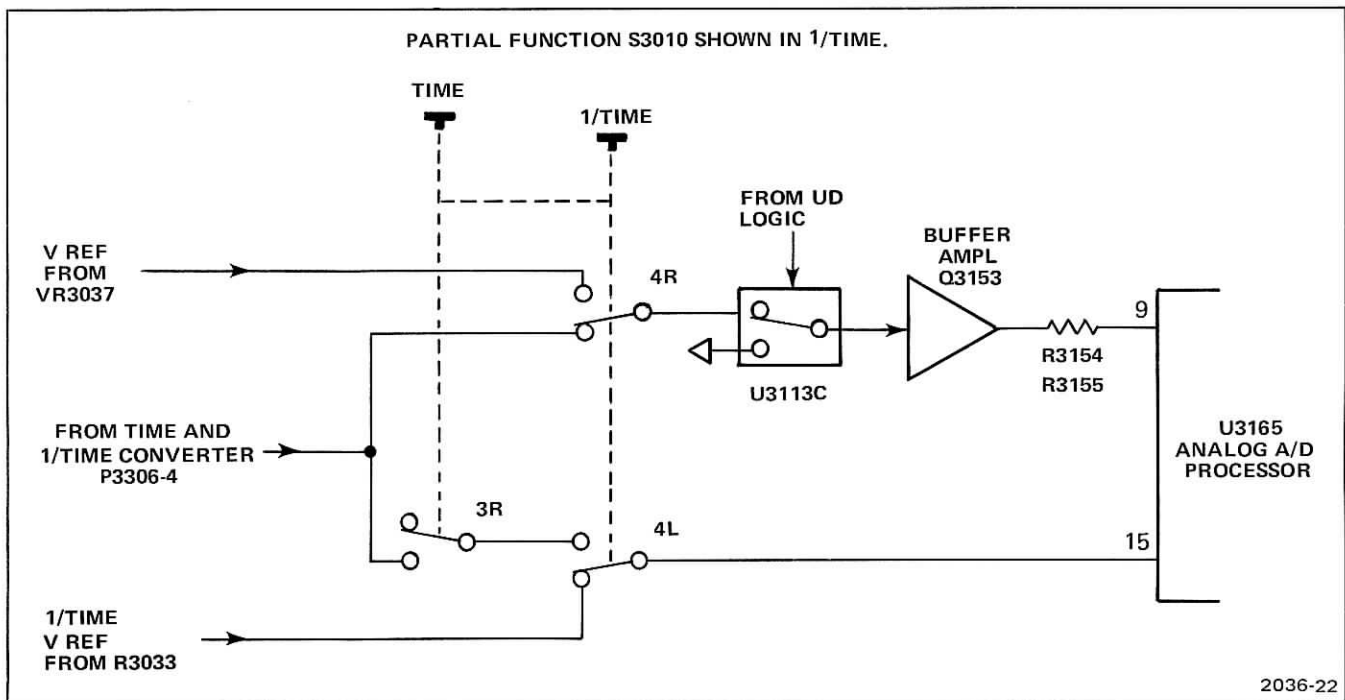 PARTIAL FUNCTION S3010 SHOWN IN 1/TIME.
TIME
1/TIME
FROM UD
LOGIC
BUFFER
AMPL
Q3153
V REF
FROM
VR3037
4R
9
U3113C
R3154
R3155
FROM TIME AND
1/TIME CONVERTER
P3306-4
U3165
ANALOG A/D
PROCESSOR
3R
4L
15
1/TIME
V REF
FROM R3033
2036-22